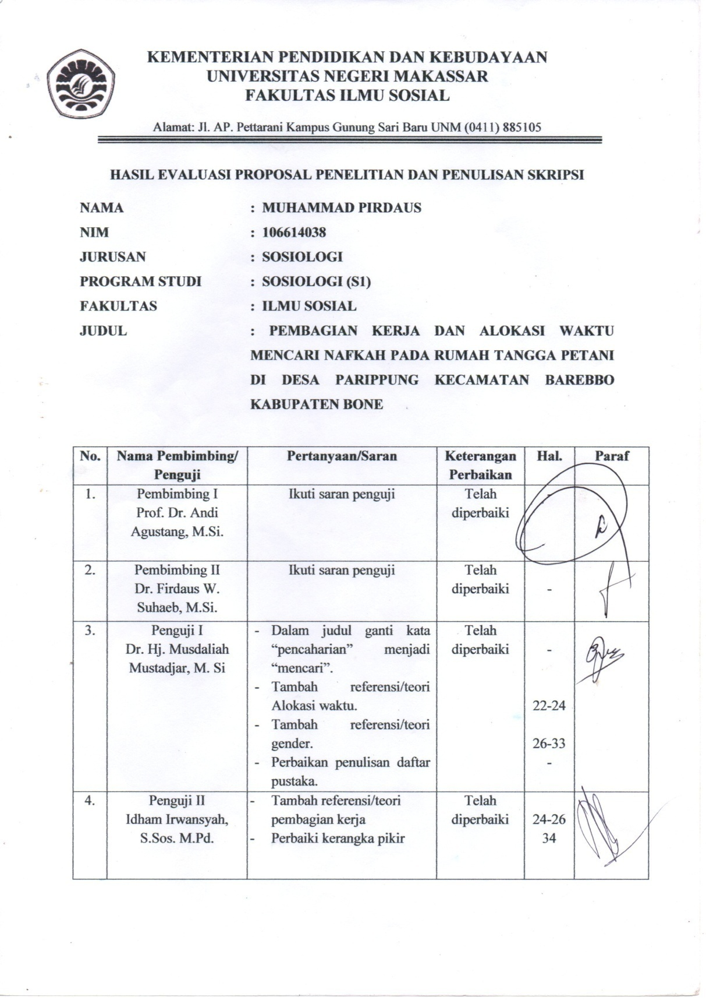 KEMENTERIAN PENDIDIKAN DAN KEBUDAYAAN
UNIVERSITAS NEGERI MAKASSAR
FAKULTAS ILMU SOSIAL
Alamat: Jl. AP. Pettarani Kampus Gunung Sari Baru UNM (0411) 885105
HASIL EVALUASI PROPOSAL PENELITIAN DAN PENULISAN SKRIPSI
NAMA : MUHAMMAD PIRDAUS
NIM : 106614038
JURUSAN : SOSIOLOGI
PROGRAM STUDI : SOSIOLOGI (S1)
FAKULTAS : ILMU SOSIAL
JUDUL : PEMBAGIAN KERJA DAN ALOKASI WAKTU
MENCARI NAFKAH PADA RUMAH TANGGA PETANI
DI DESA PARIPPUNG KECAMATAN BAREBBO
KABUPATEN BONE
No. Nama Pembimbing/ Pertanyaan/Saran Keterangan Hal. Paraf
Penguji Perbaikan
1. Pembimbing I Ikuti saran penguji Telah -
Prof. Dr. Andi diperbaiki
Agustang, M.Si.
2. Pembimbing II Ikuti saran penguji Telah
Dr. Firdaus W. diperbaiki -
Suhaeb, M.Si.
3. Penguji I - Dalam judul ganti kata Telah
Dr. Hj. Musdaliah “pencaharian” menjadi diperbaiki -
Mustadjar, M. Si “mencari”.
- Tambah referensi/teori
Alokasi waktu. 22-24
- Tambah referensi/teori
gender. 26-33
- Perbaikan penulisan daftar -
pustaka.
4. Penguji II - Tambah referensi/teori Telah
Idham Irwansyah, pembagian kerja diperbaiki 24-26
S.Sos. M.Pd. - Perbaiki kerangka pikir 34